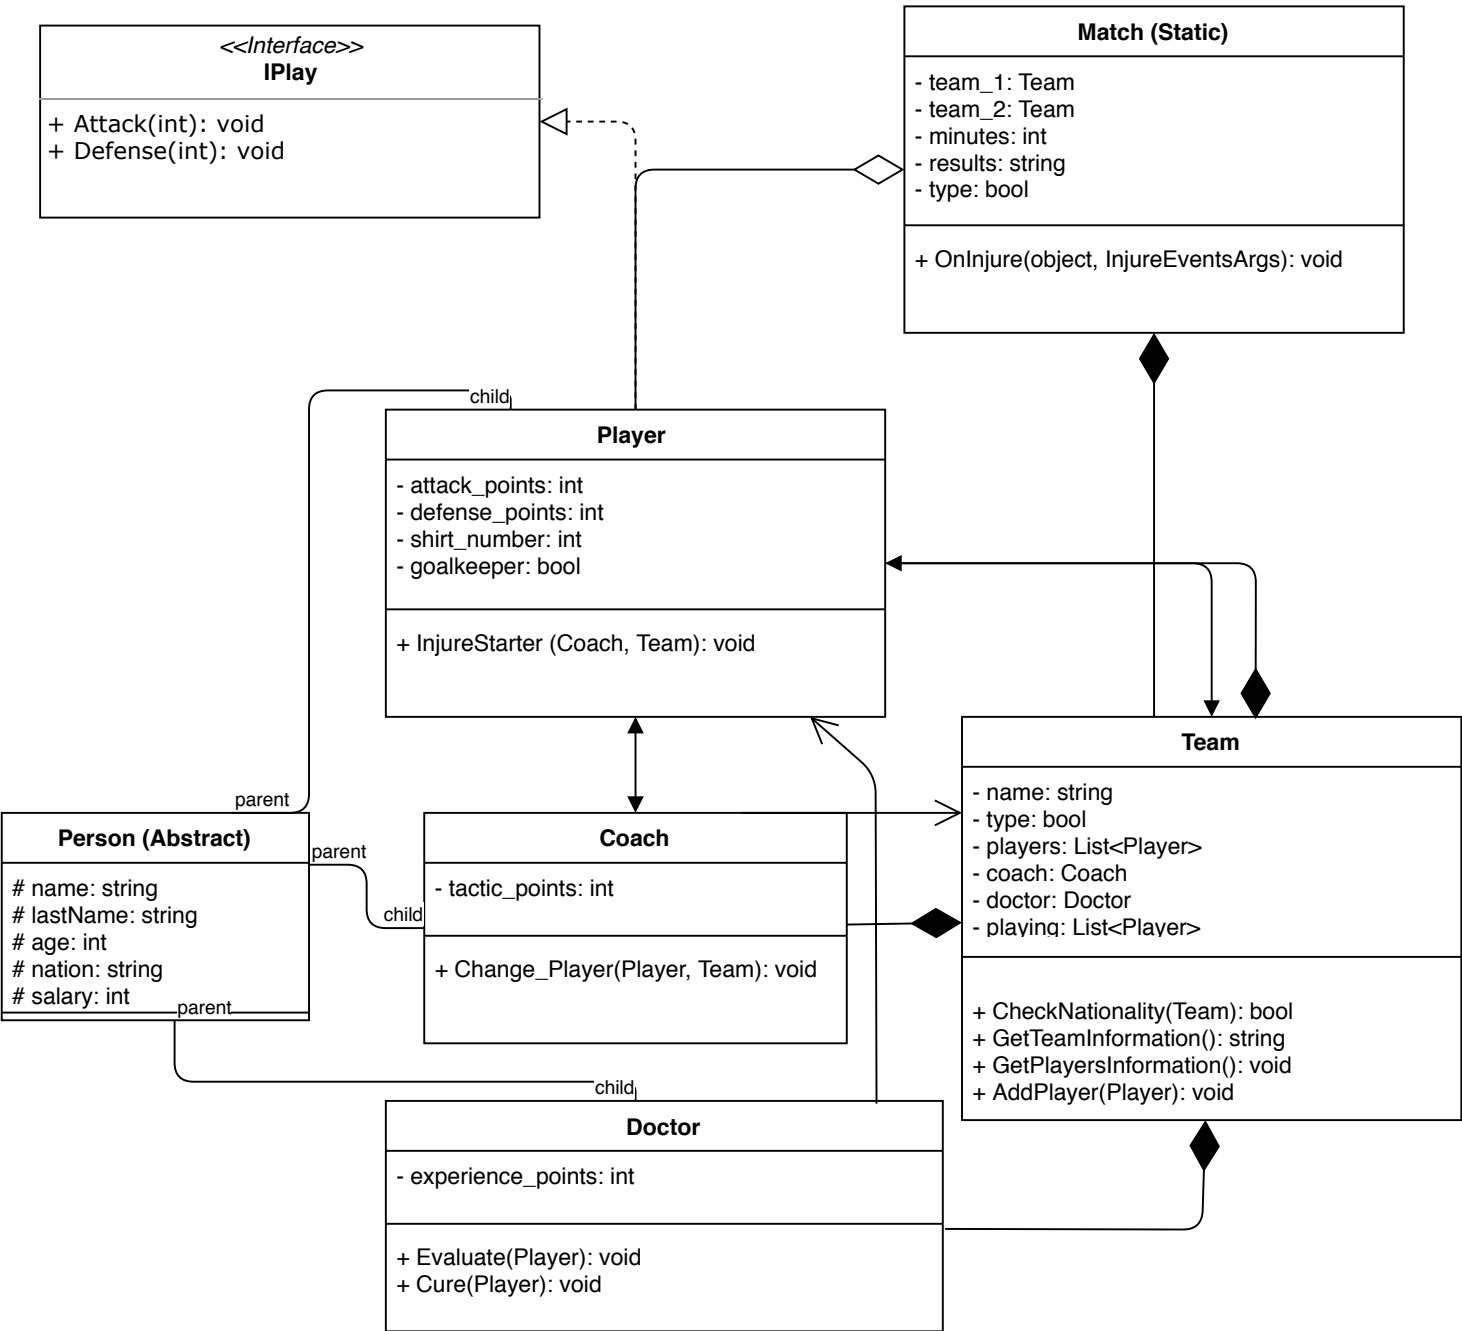 <<Interface>>
IPlay
+ Attack(int): void
+ Defense(int): void
Match (Static)
- team_1: Team
- team_2: Team
- minutes: int
- results: string
- type: bool
+ OnInjure(object, InjureEventsArgs): void
child
Player
- attack_points: int
- defense_points: int
- shirt_number: int
- goalkeeper: bool
+ InjureStarter (Coach, Team): void
parent
Person (Abstract)
# name: string
# lastName: string
# age: int
# nation: string
# salary: int
parent
child
parent
child
Coach
- tactic_points: int
+ Change_Player(Player, Team): void
Team
- name: string
- type: bool
- players: List<Player>
- coach: Coach
- doctor: Doctor
- playing: List<Player>
+ CheckNationality(Team): bool
+ GetTeamInformation(): string
+ GetPlayersInformation(): void
+ AddPlayer(Player): void
Doctor
- experience_points: int
+ Evaluate(Player): void
+ Cure(Player): void